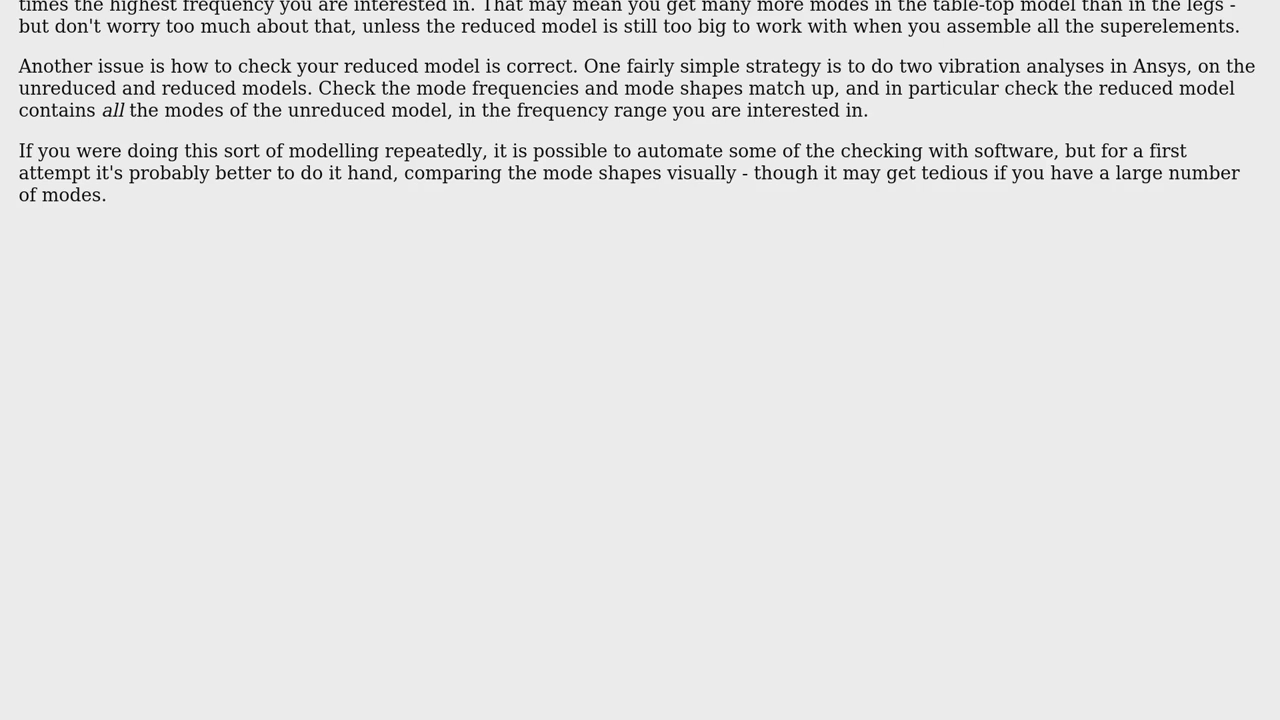 times the highest frequency you are interested in. That may mean you get many more modes in the table-top model than in the legs -
but don't worry too much about that, unless the reduced model is still too big to work with when you assemble all the superelements.
Another issue is how to check your reduced model is correct. One fairly simple strategy is to do two vibration analyses in Ansys, on the
unreduced and reduced models. Check the mode frequencies and mode shapes match up, and in particular check the reduced model
contains all the modes of the unreduced model, in the frequency range you are interested in.
If you were doing this sort of modelling repeatedly, it is possible to automate some of the checking with software, but for a first
attempt it's probably better to do it hand, comparing the mode shapes visually - though it may get tedious if you have a large number
of modes.